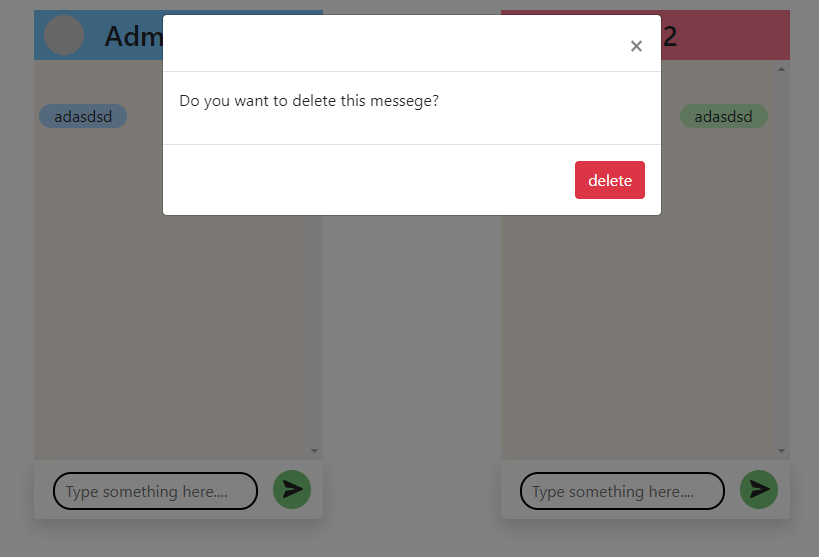 Adm
2
×
Do you want to delete this messege?
adasdsd
adasdsd
delete
Type something here....
Type something here....